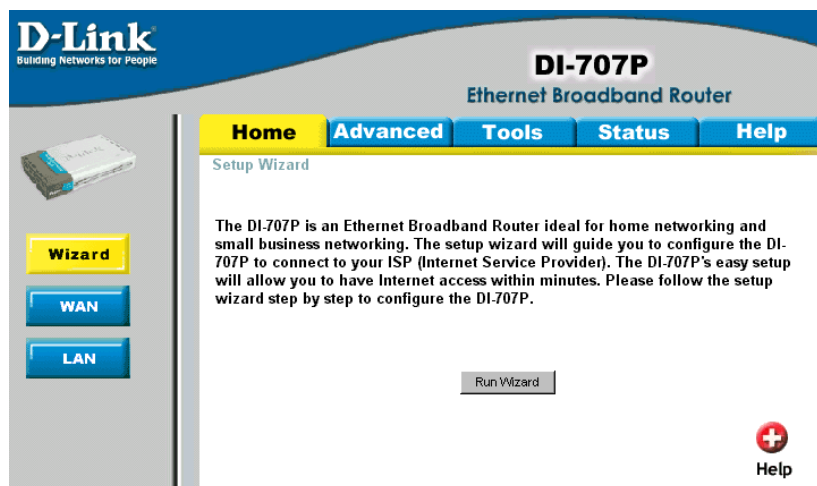 D-Link
Building Networks for People
DI-707P
Ethernet Broadband Router
Home Advanced Tools Status Help
Setup Wizard
Wizard
WAN
LAN
The DI-707P is an Ethernet Broadband Router ideal for home networking and
small business networking. The setup wizard will guide you to configure the DI-
707P to connect to your ISP (Internet Service Provider). The DI-707P's easy setup
will allow you to have Internet access within minutes. Please follow the setup
wizard step by step to configure the DI-707P.
Run Wizard
Help